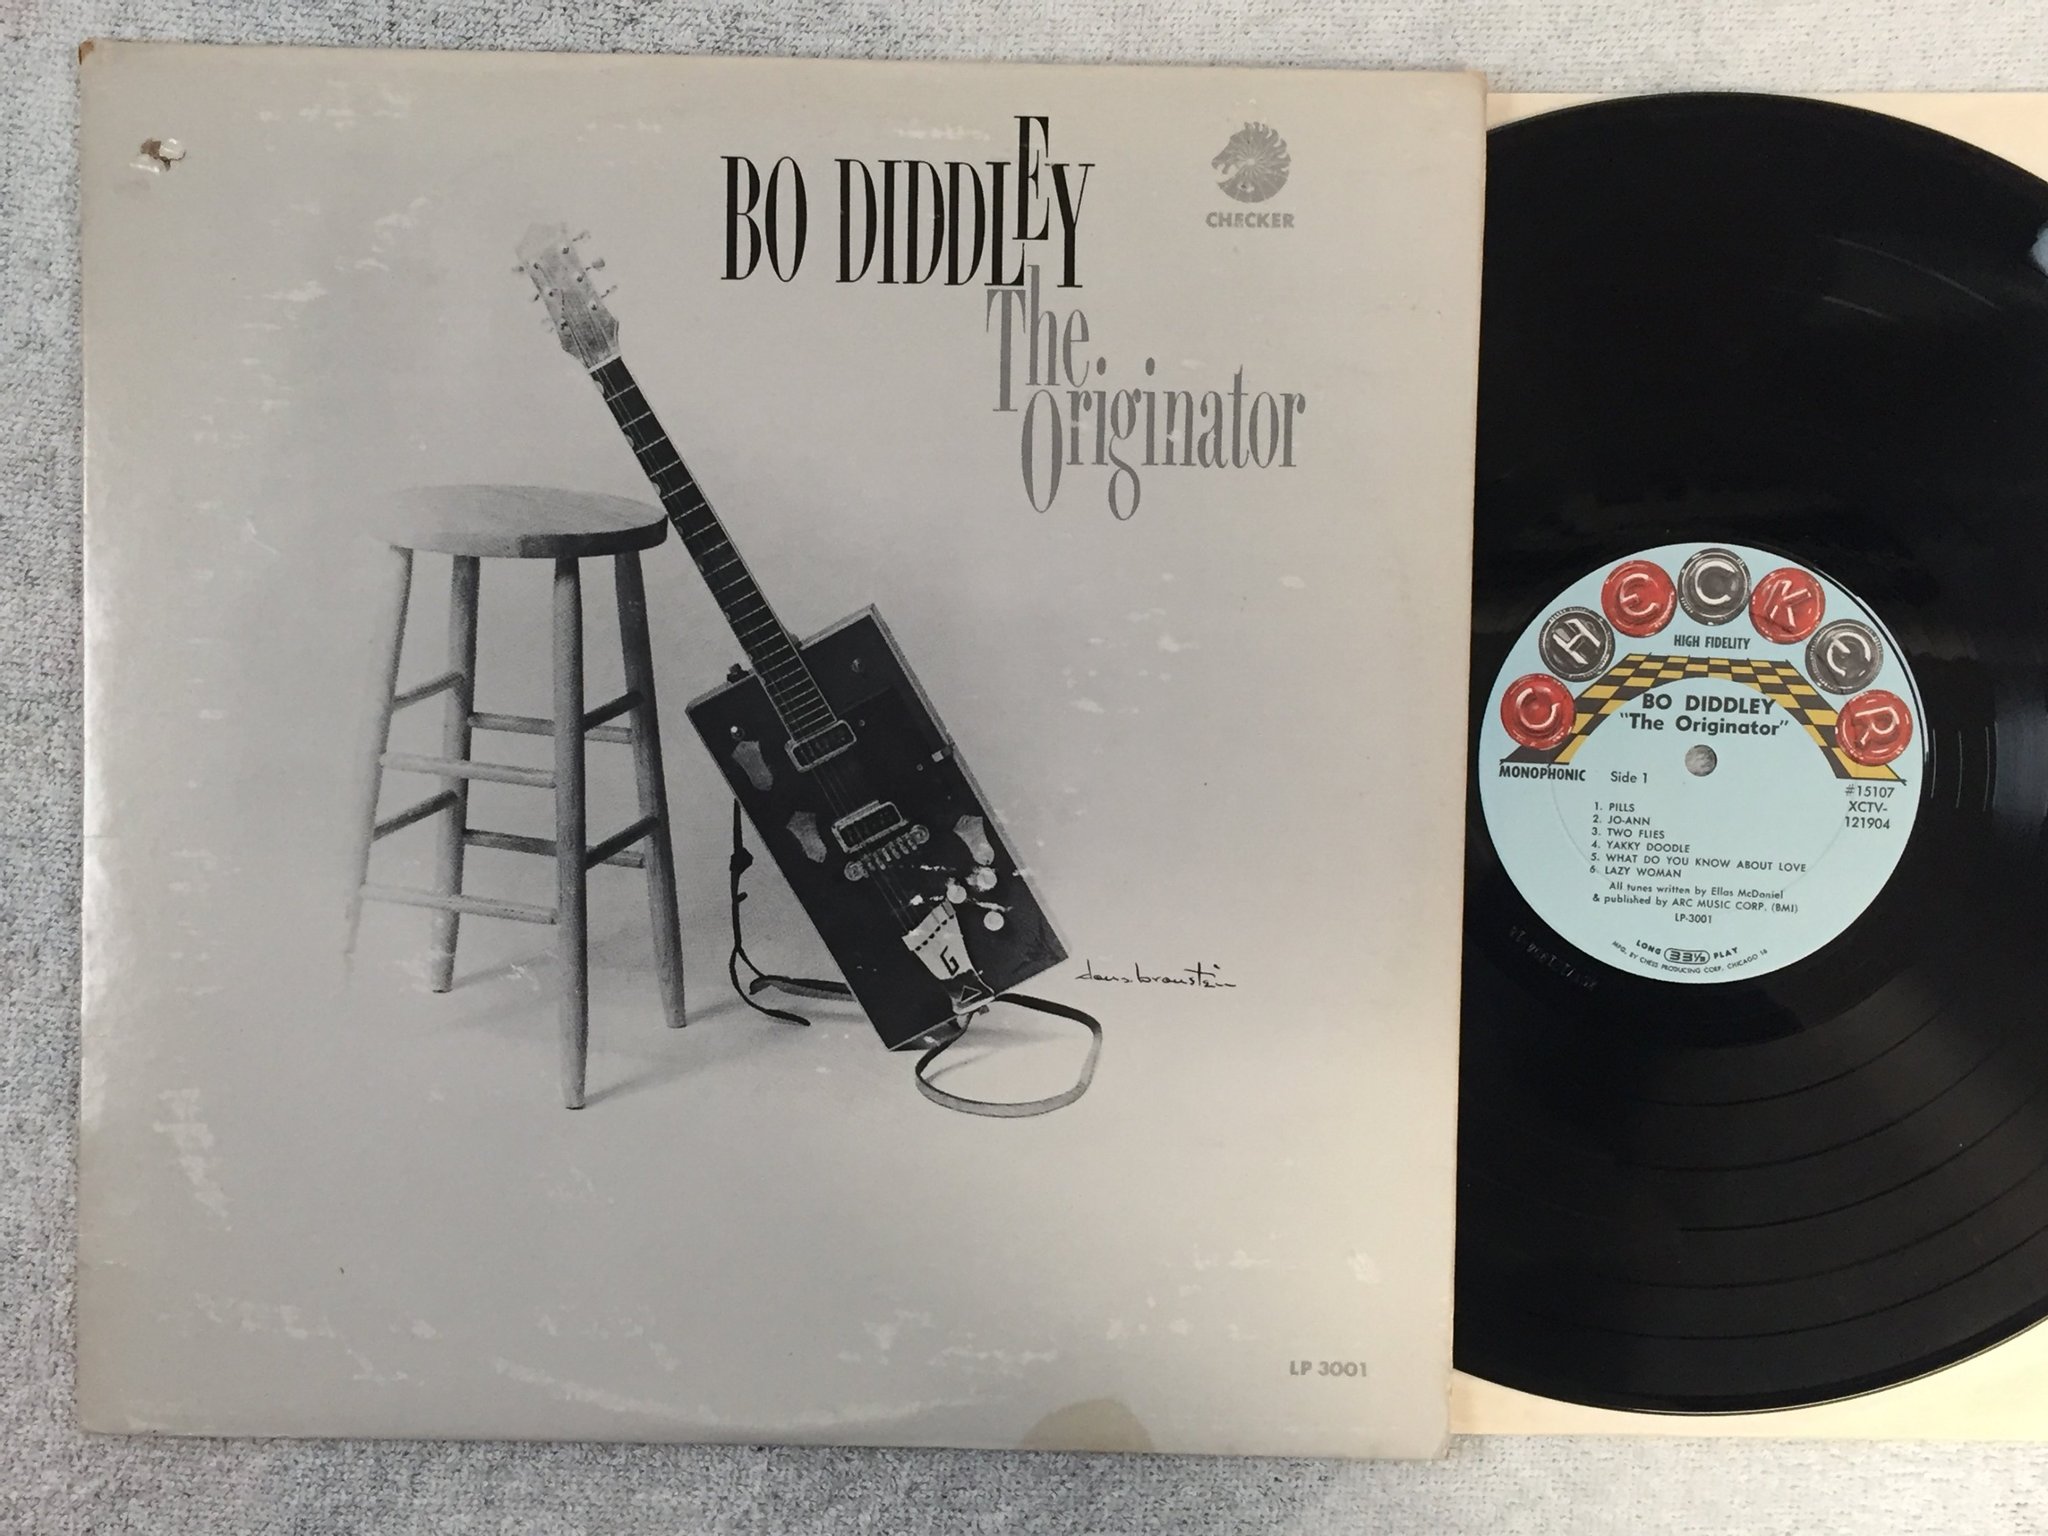 BO DIDDLEY
The
Originator
CHECKER
don bronstein
LP 3001
CHECKER
HIGH FIDELITY
BO DIDDLEY
"The Originator"
MONOPHONIC
Side 1
#15107
XCTV-
121904
1. PILLS
2. JO-ANN
3. TWO FLIES
4. YAKKY DOODLE
5. WHAT DO YOU KNOW ABOUT LOVE
6. LAZY WOMAN
All tunes written by Ellas McDaniel
& published by ARC MUSIC CORP. (BMI)
LP-3001
LONG 33⅓ PLAY
MFG. BY CHESS PRODUCING CORP. CHICAGO 16
G